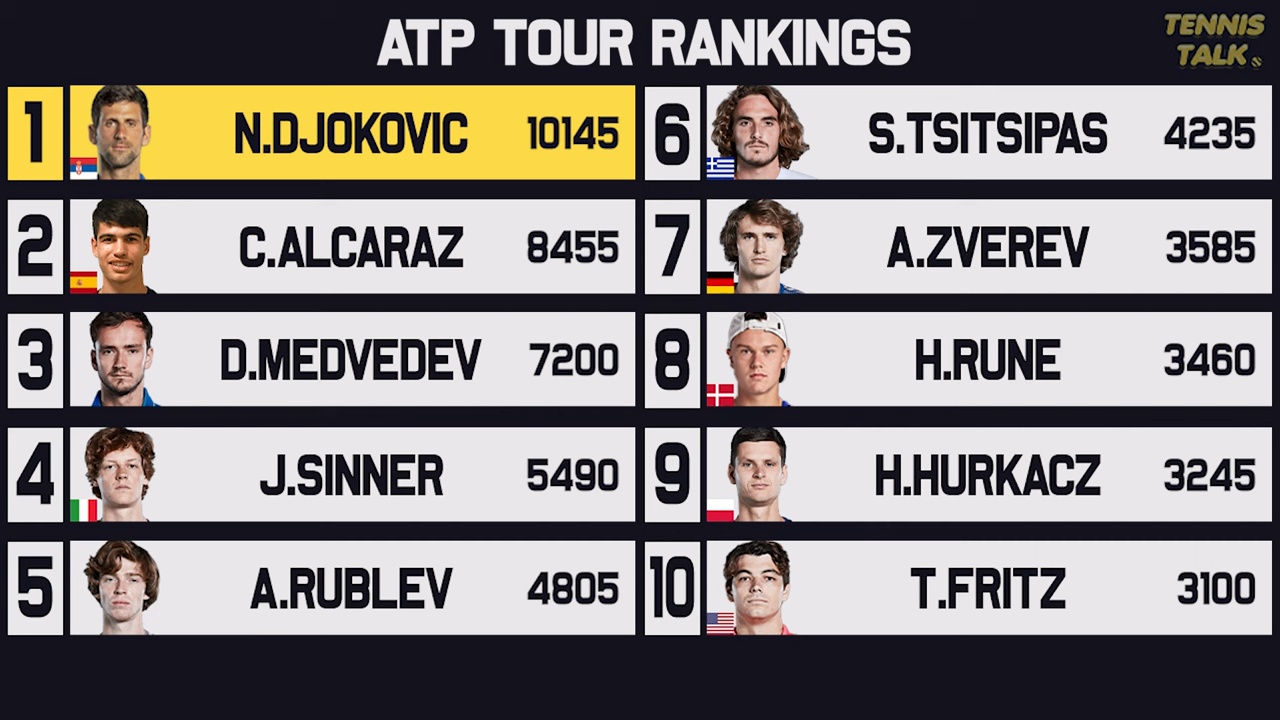 ATP TOUR RANKINGS
TENNIS
TALK
1 N.DJOKOVIC 10145
2 C.ALCARAZ 8455
3 D.MEDVEDEV 7200
4 J.SINNER 5490
5 A.RUBLEV 4805
6 S.TSITSIPAS 4235
7 A.ZVEREV 3585
8 H.RUNE 3460
9 H.HURKACZ 3245
10 T.FRITZ 3100